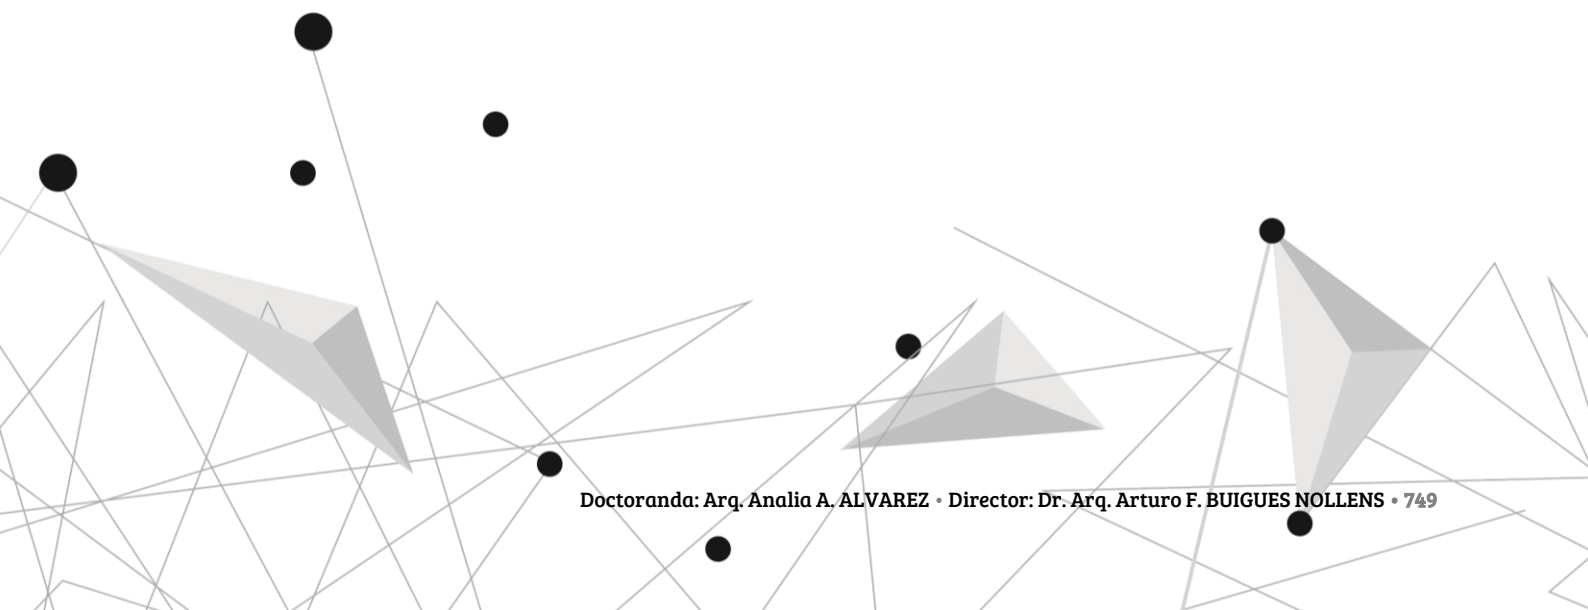 Doctoranda: Arq. Analia A. ALVAREZ • Director: Dr. Arq. Arturo F. BUIGUES NOLLENS • 749